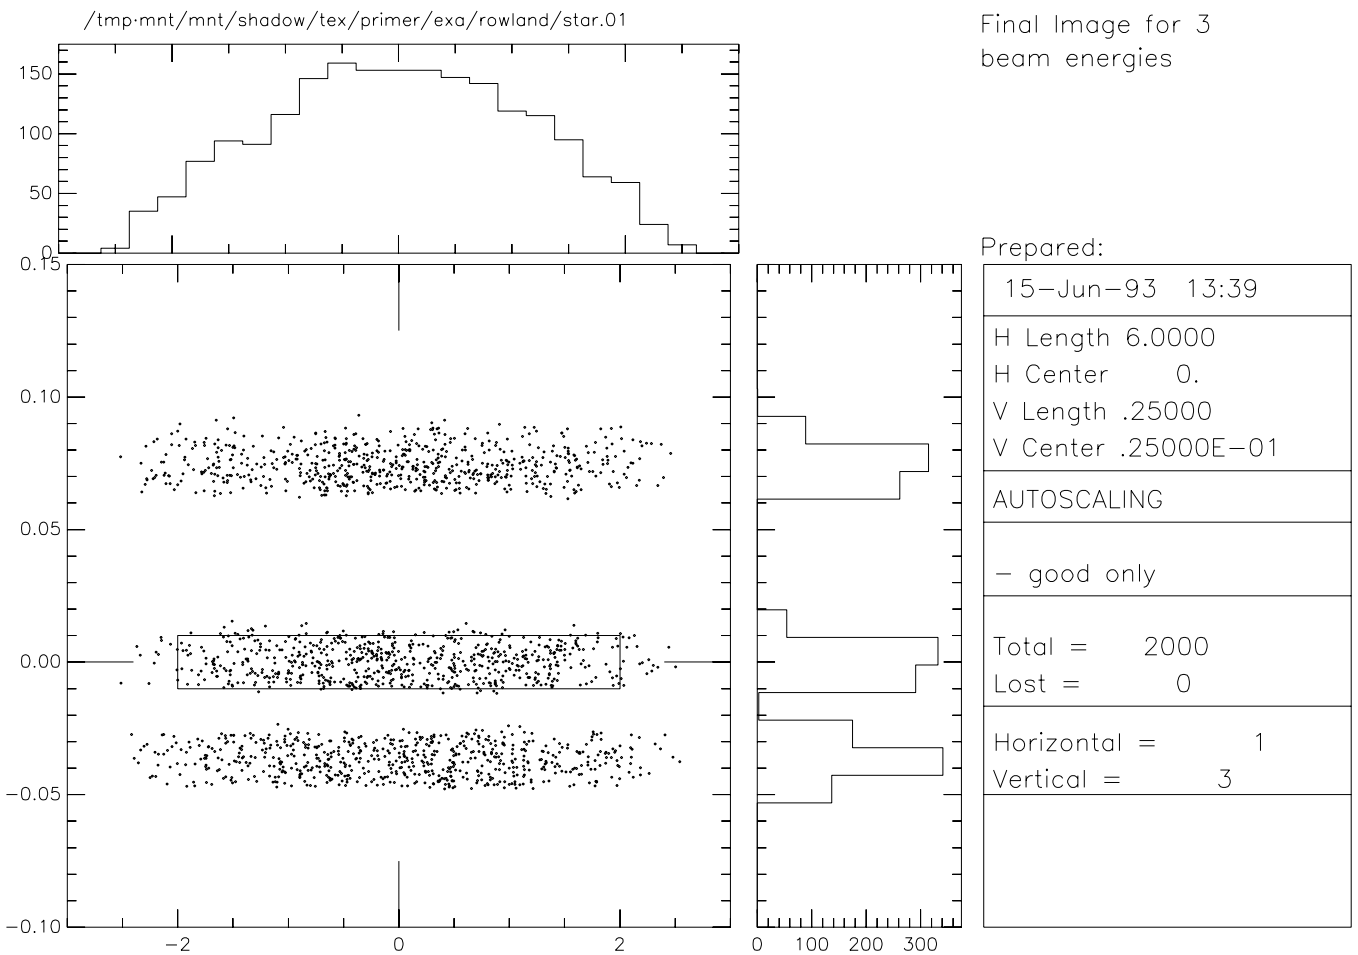 /tmp·mnt/mnt/shadow/tex/primer/exa/rowland/star.01
Final Image for 3
beam energies
150
100
50
0
0.15
0.10
0.05
0.00
−0.05
−0.10
−2 0 2
0 100 200 300
Prepared:
15−Jun−93 13:39
H Length 6.0000
H Center 0.
V Length .25000
V Center .25000E−01
AUTOSCALING
− good only
Total = 2000
Lost = 0
Horizontal = 1
Vertical = 3